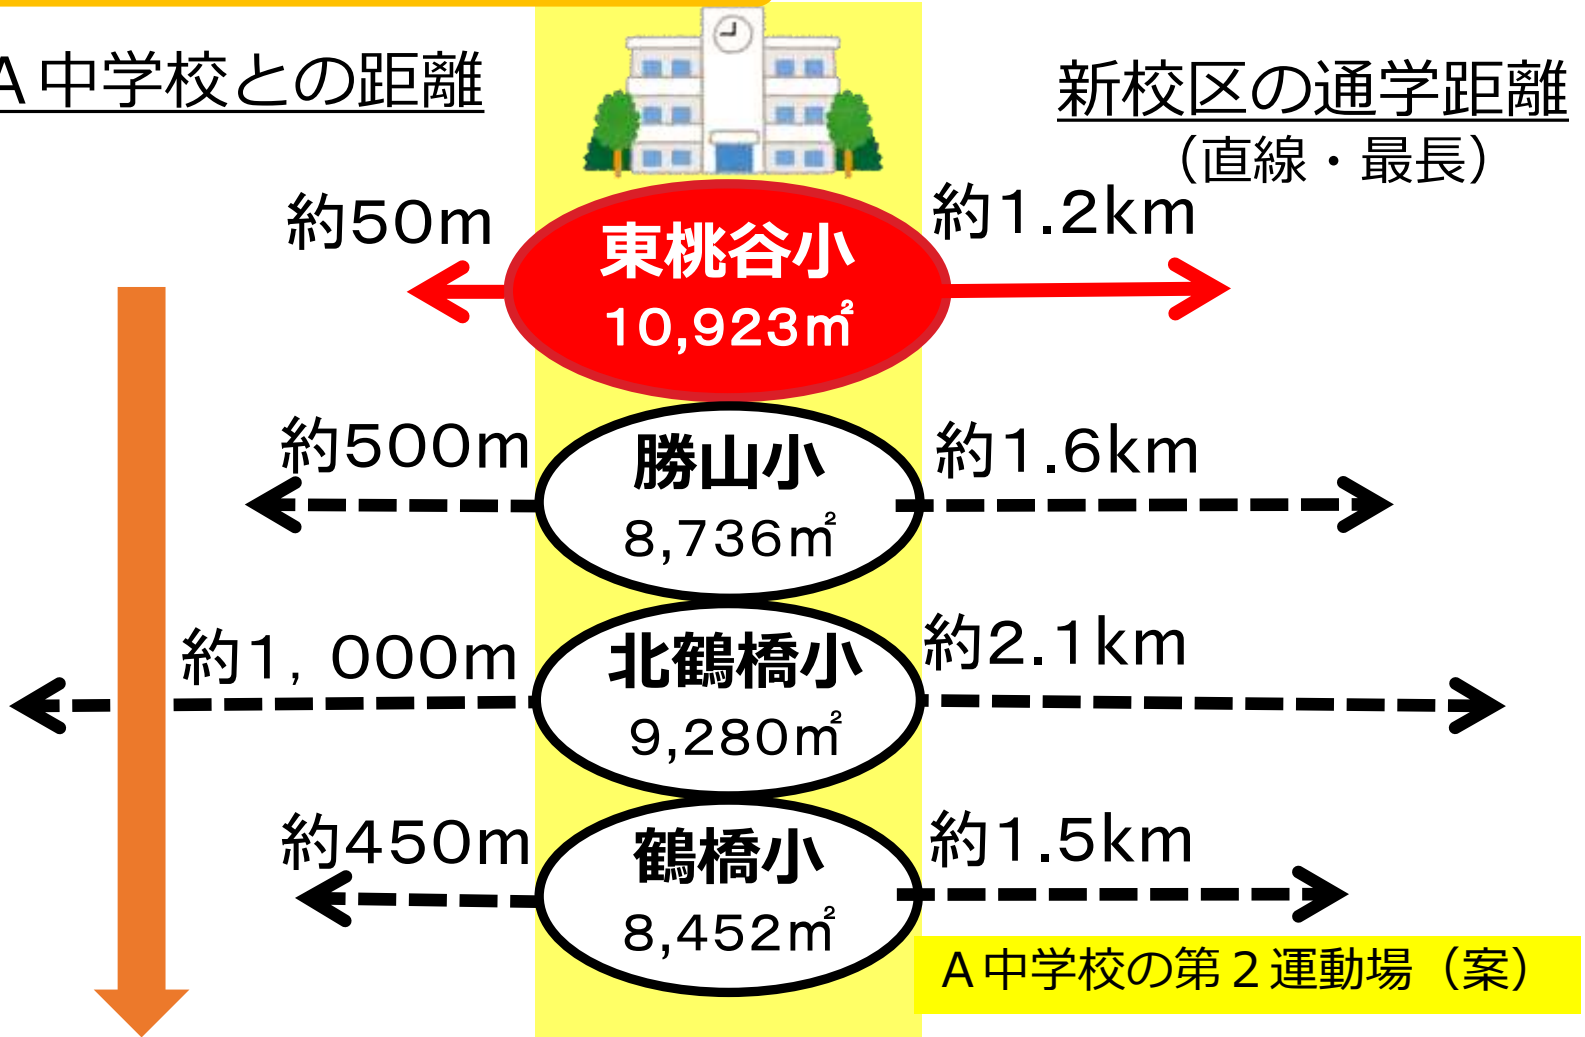 A中学校との距離
新校区の通学距離
（直線・最長）
約50m
東桃谷小
10,923㎡
約1.2km
約500m
勝山小
8,736㎡
約1.6km
約1，000m
北鶴橋小
9,280㎡
約2.1km
約450m
鶴橋小
8,452㎡
約1.5km
A中学校の第２運動場（案）